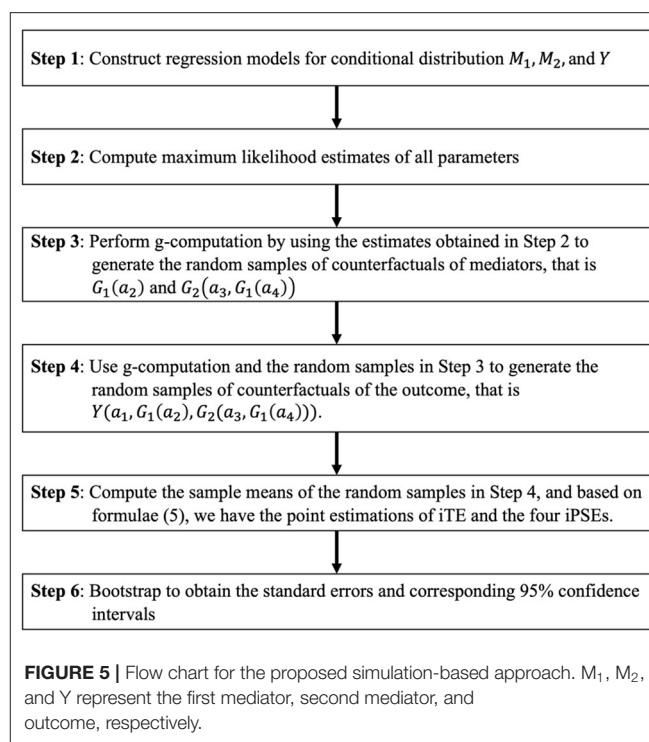 Step 1: Construct regression models for conditional distribution M₁, M₂, and Y
Step 2: Compute maximum likelihood estimates of all parameters
Step 3: Perform g-computation by using the estimates obtained in Step 2 to
generate the random samples of counterfactuals of mediators, that is
G₁(a₂) and G₂(a₃, G₁(a₄))
Step 4: Use g-computation and the random samples in Step 3 to generate the
random samples of counterfactuals of the outcome, that is
Y(a₁, G₁(a₂), G₂(a₃, G₁(a₄))).
Step 5: Compute the sample means of the random samples in Step 4, and based on
formulae (5), we have the point estimations of iTE and the four iPSEs.
Step 6: Bootstrap to obtain the standard errors and corresponding 95% confidence
intervals
FIGURE 5 | Flow chart for the proposed simulation-based approach. M₁, M₂,
and Y represent the first mediator, second mediator, and
outcome, respectively.